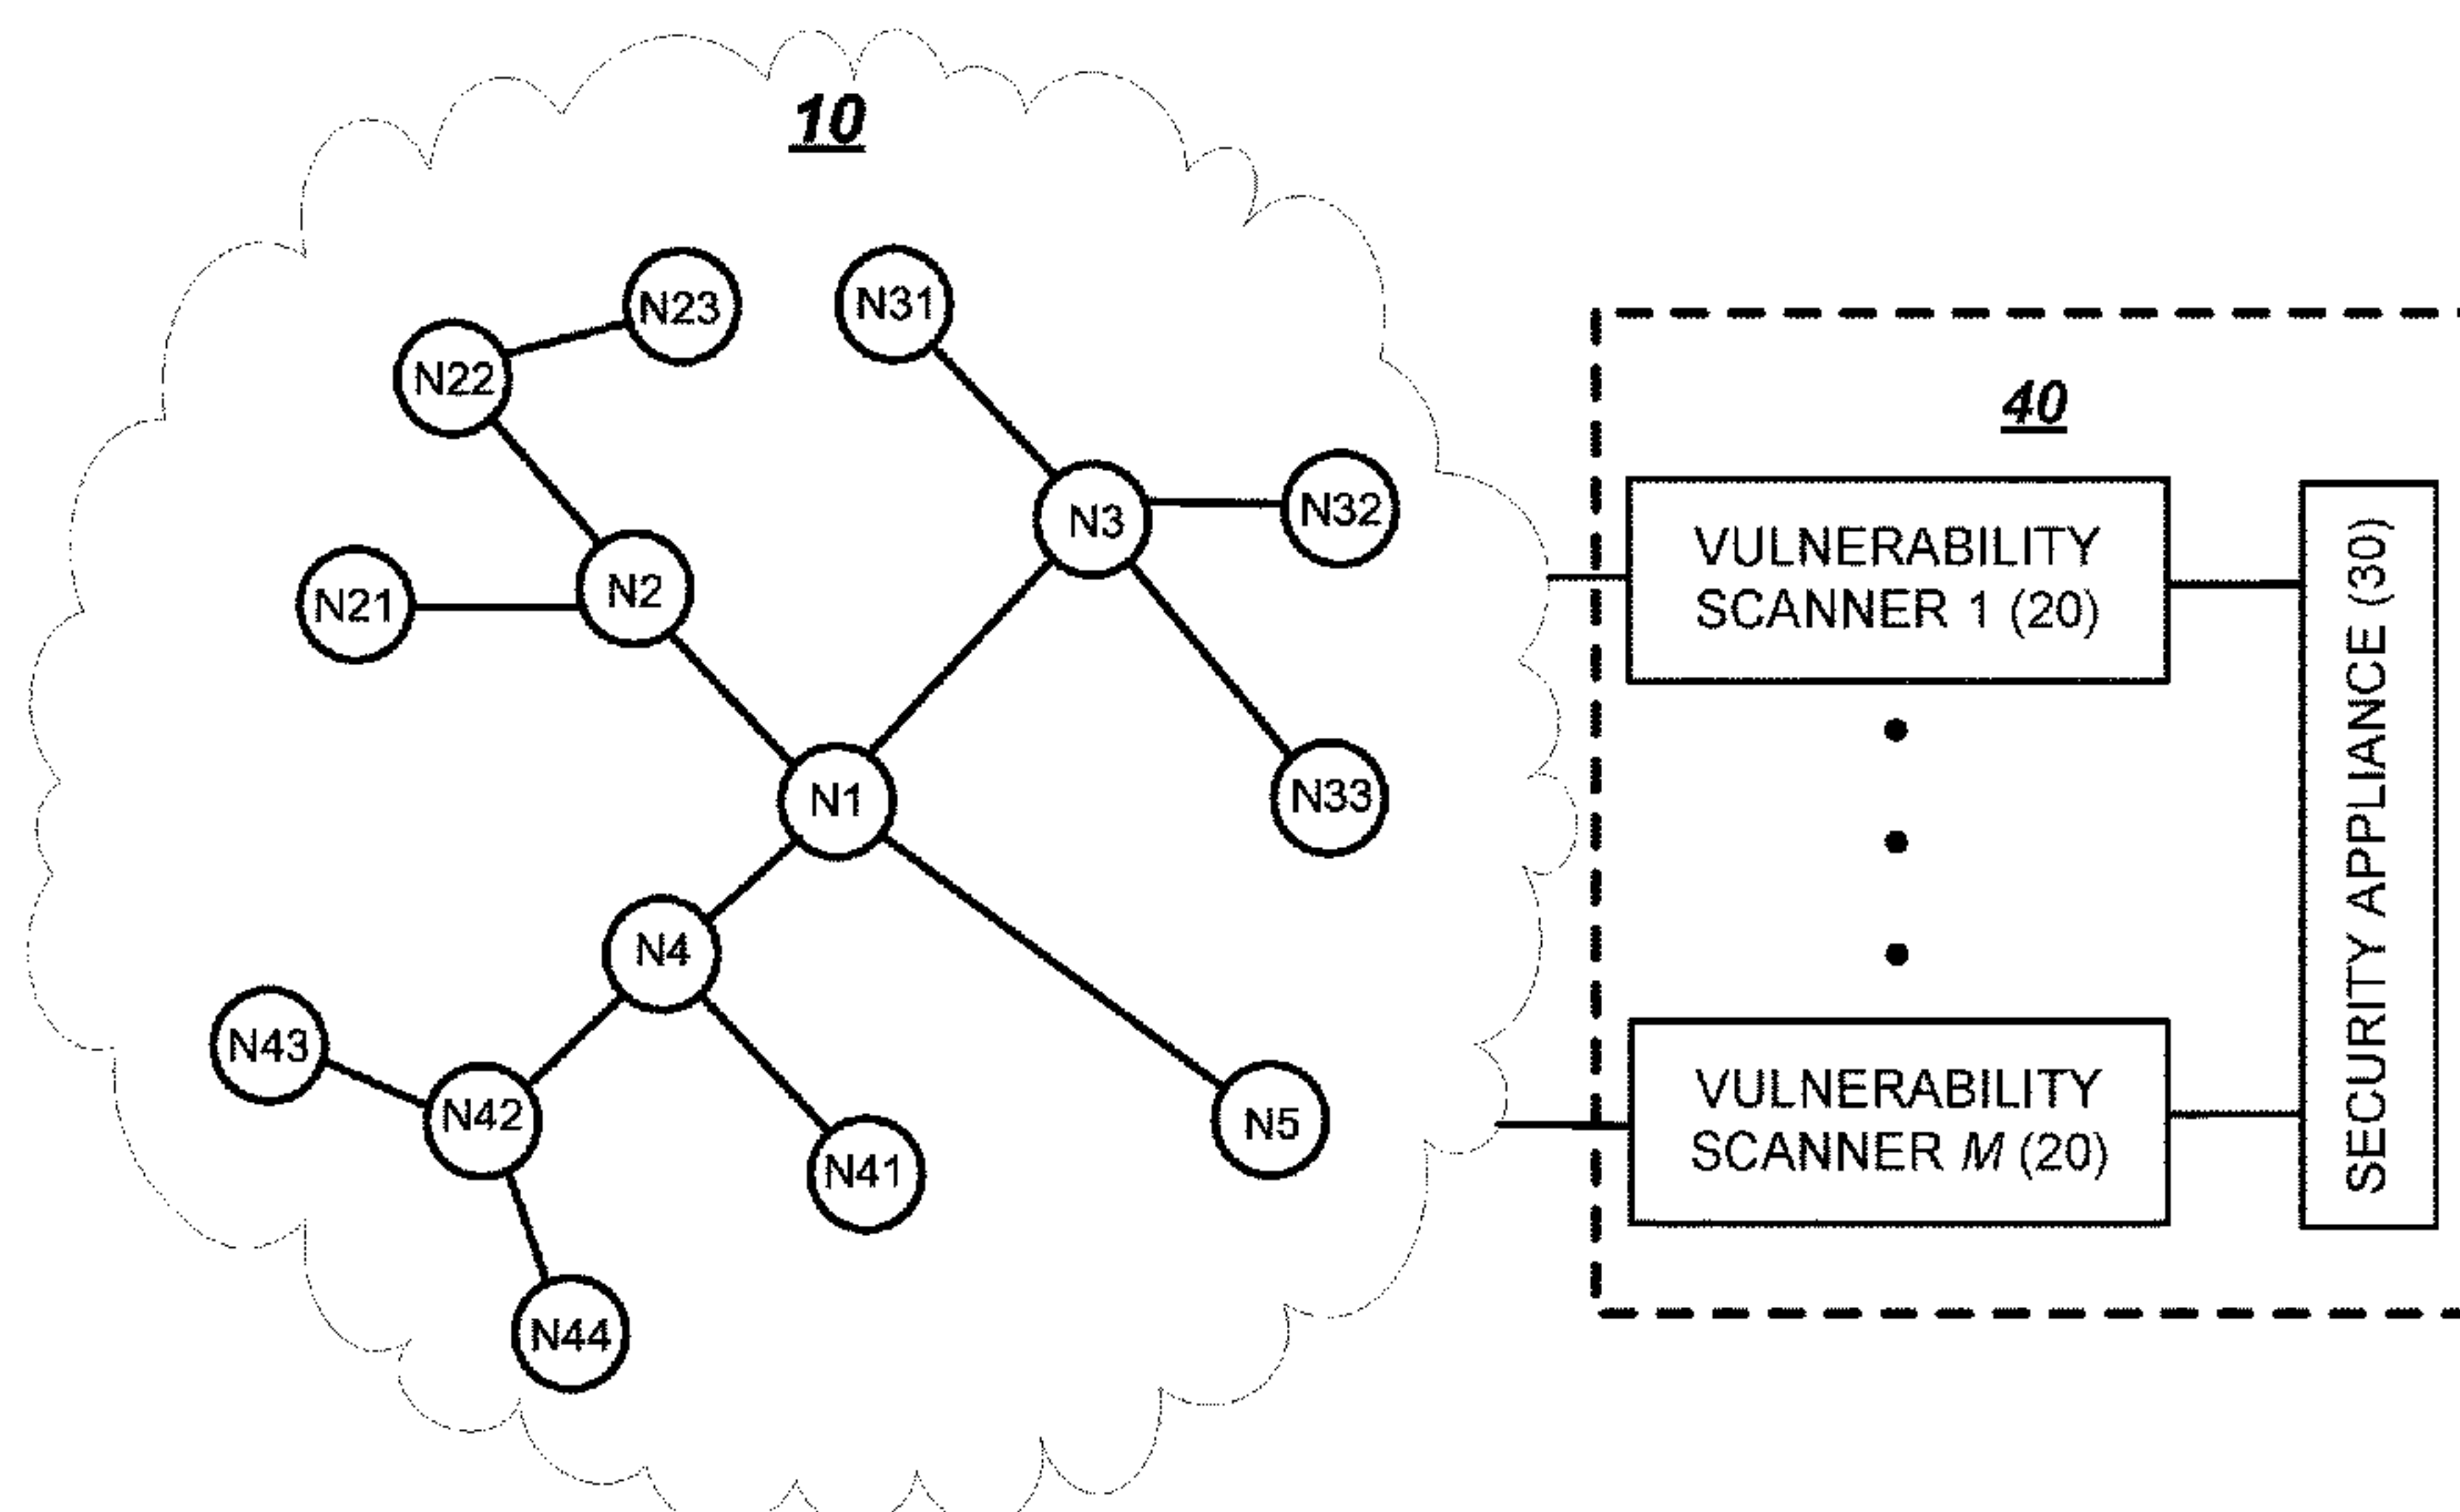 10
N23
N31
N22
40
N3
N32
VULNERABILITY
SCANNER 1 (20)
N2
N21
N1
N33
SECURITY APPLIANCE (30)
N4
N43
N42
N41
N5
VULNERABILITY
SCANNER M (20)
N44